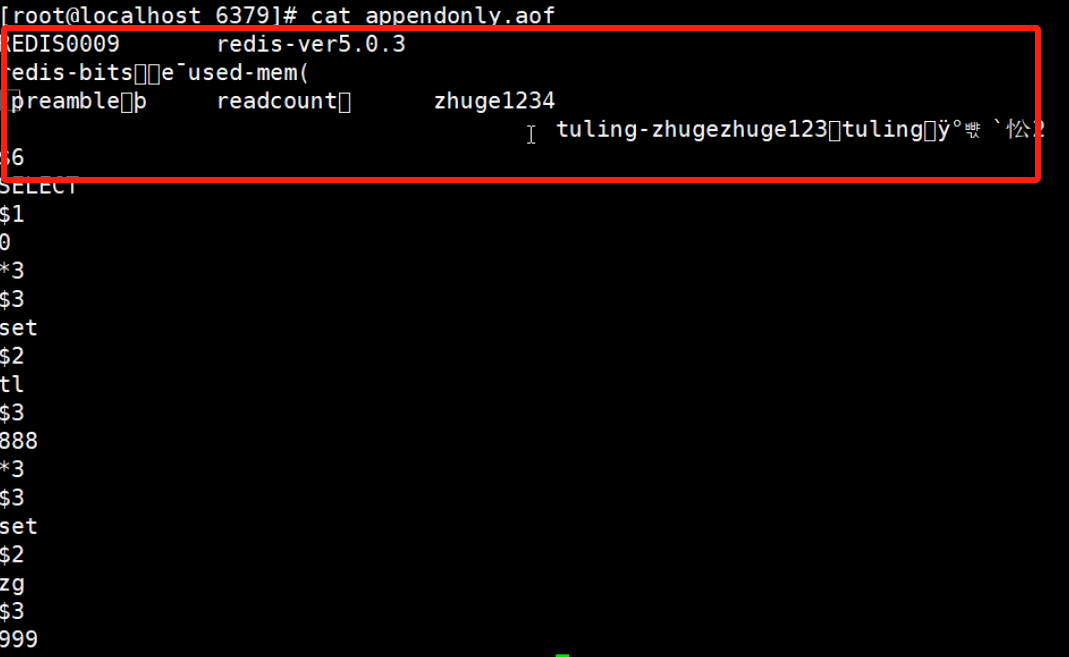 [root@localhost 6379]# cat appendonly.aof
REDIS0009 redis-ver5.0.3
redis-bits e¯used-mem(
preamble þ readcount zhuge1234
tuling-zhugezhuge123 tuling ÿ° ` 2
$6
SELECT
$1
0
*3
$3
set
$2
tl
$3
888
*3
$3
set
$2
zg
$3
999